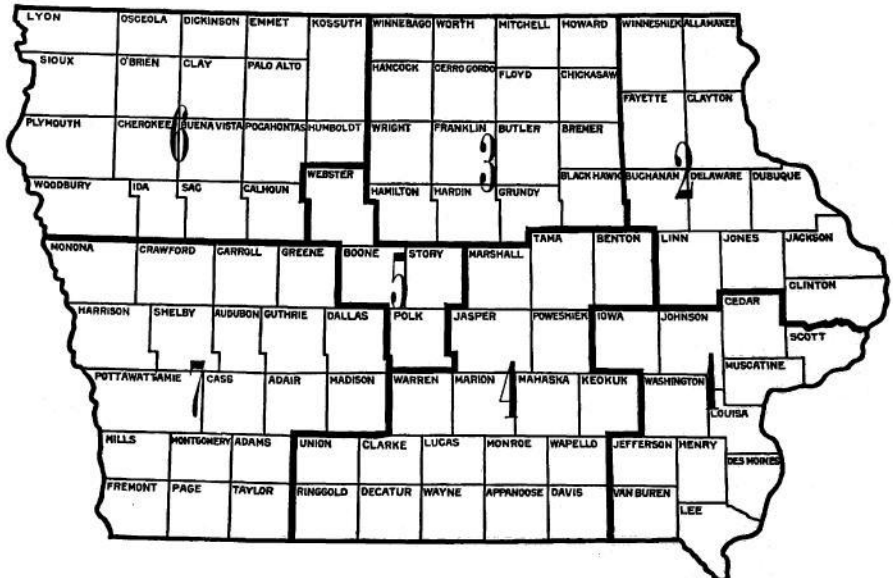 LYON OSCEOLA DICKINSON EMMET KOSSUTH WINNEBAGO WORTH MITCHELL HOWARD WINNESHIEK ALLAMAKEE
SIOUX O'BRIEN CLAY PALO ALTO HANCOCK CERRO GORDO FLOYD CHICKASAW
FAYETTE CLAYTON
PLYMOUTH CHEROKEE BUENA VISTA POCAHONTAS HUMBOLDT WRIGHT FRANKLIN BUTLER BREMER
6 3 2
WEBSTER BLACK HAWK BUCHANAN DELAWARE DUBUQUE
WOODBURY IDA SAC CALHOUN HAMILTON HARDIN GRUNDY
MONONA CRAWFORD CARROLL GREENE BOONE STORY MARSHALL TAMA BENTON LINN JONES JACKSON
5
CLINTON
HARRISON SHELBY AUDUBON GUTHRIE DALLAS POLK JASPER POWESHIEK IOWA JOHNSON CEDAR
SCOTT
MUSCATINE
POTTAWATTAMIE CASS ADAIR MADISON WARREN MARION MAHASKA KEOKUK WASHINGTON
7 4 1
LOUISA
MILLS MONTGOMERY ADAMS UNION CLARKE LUCAS MONROE WAPELLO JEFFERSON HENRY
DES MOINES
FREMONT PAGE TAYLOR RINGGOLD DECATUR WAYNE APPANOOSE DAVIS VAN BUREN
LEE